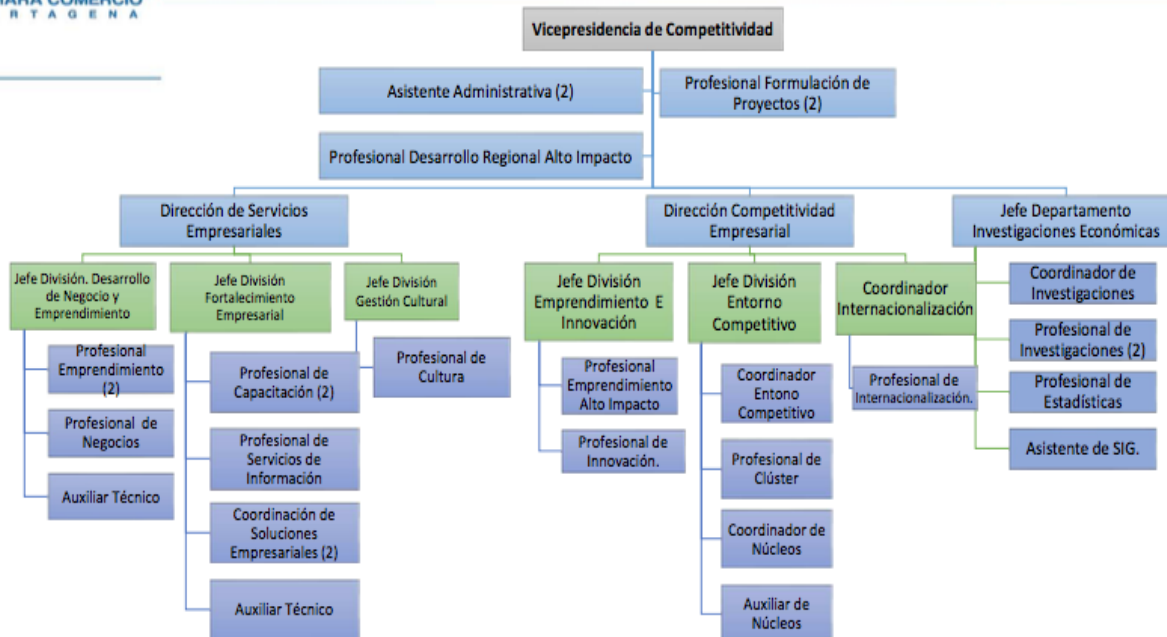 COMERCIO
R T A G E N A
Vicepresidencia de Competitividad
Asistente Administrativa (2)
Profesional Formulación de
Proyectos (2)
Profesional Desarrollo Regional Alto Impacto
Dirección de Servicios
Empresariales
Dirección Competitividad
Empresarial
Jefe Departamento
Investigaciones Económicas
Jefe División. Desarrollo
de Negocio y
Emprendimiento
Jefe División
Fortalecimiento
Empresarial
Jefe División
Gestión Cultural
Jefe División
Emprendimiento E
Innovación
Jefe División
Entorno
Competitivo
Coordinador
Internacionalización
Coordinador de
Investigaciones
Profesional
Emprendimiento
(2)
Profesional de
Negocios
Auxiliar Técnico
Profesional de
Capacitación (2)
Profesional de
Servicios de
Información
Coordinación de
Soluciones
Empresariales (2)
Auxiliar Técnico
Profesional de
Cultura
Profesional
Emprendimiento
Alto Impacto
Profesional de
Innovación.
Coordinador
Entono
Competitivo
Profesional de
Clúster
Coordinador de
Núcleos
Auxiliar de
Núcleos
Profesional de
Internacionalización.
Profesional de
Investigaciones (2)
Profesional de
Estadísticas
Asistente de SIG.